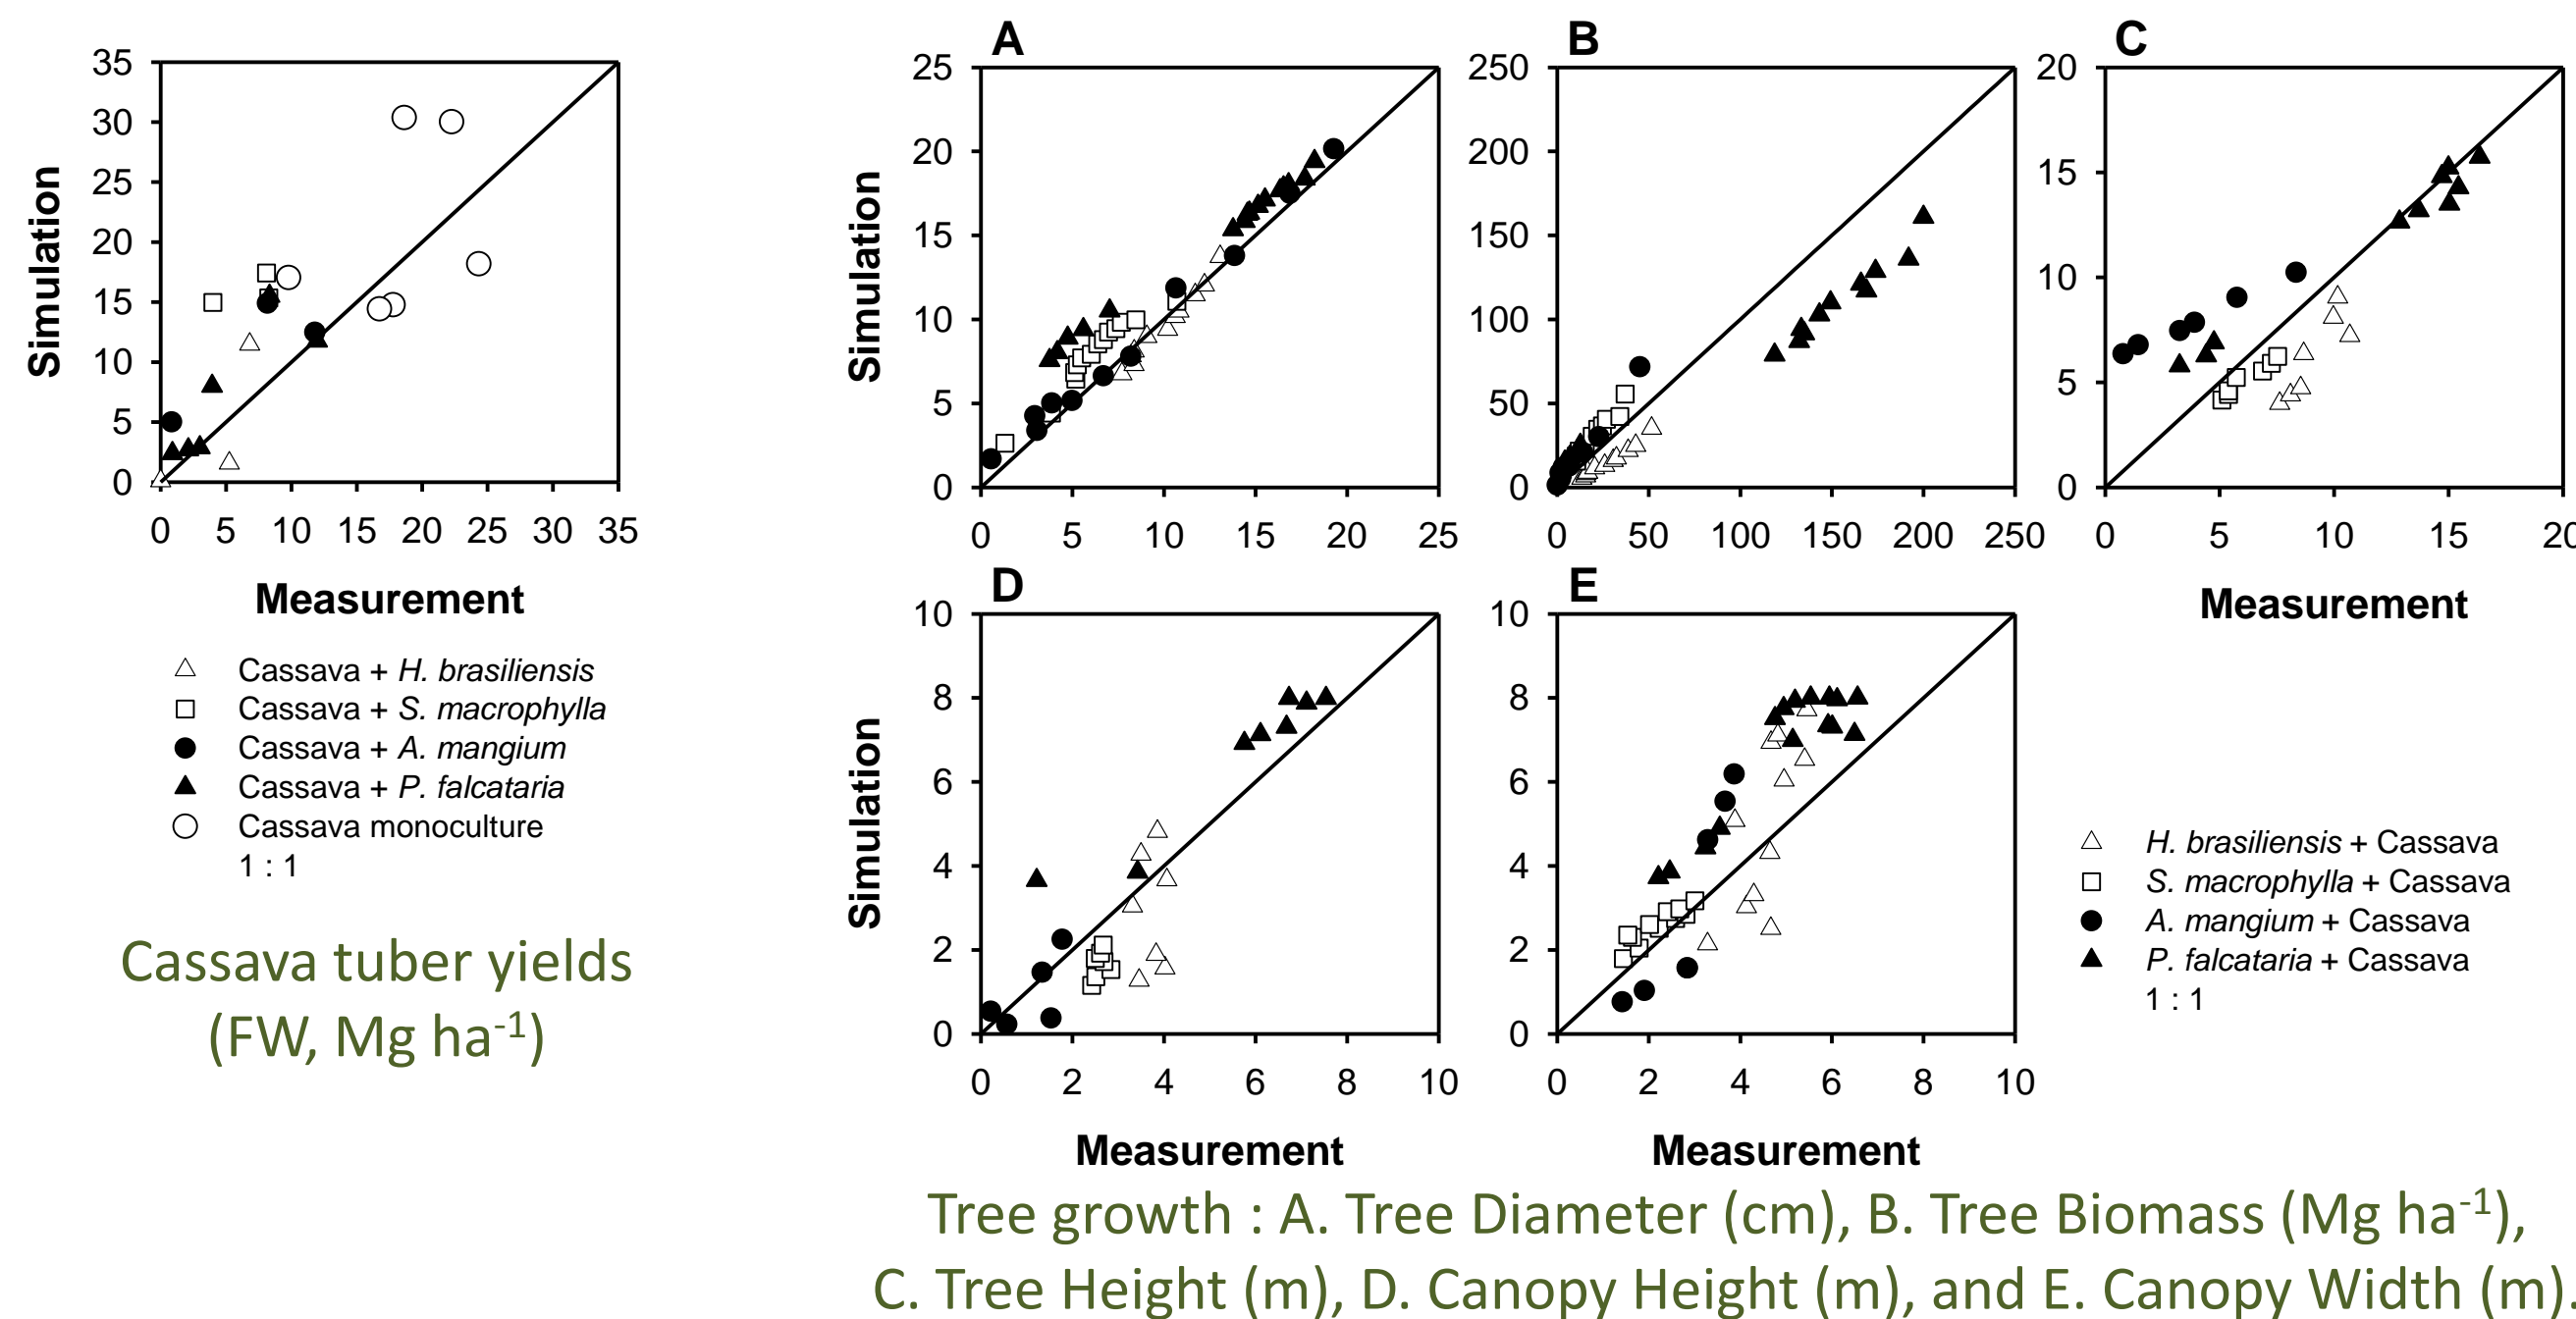 35
30
25
20
15
10
5
0
Simulation
0 5 10 15 20 25 30 35
Measurement
Cassava + H. brasiliensis
Cassava + S. macrophylla
Cassava + A. mangium
Cassava + P. falcataria
Cassava monoculture
1 : 1
Cassava tuber yields
(FW, Mg ha-1)
A
25
20
15
10
5
0
Simulation
0 5 10 15 20 25
B
250
200
150
100
50
0
0 50 100 150 200 250
C
20
15
10
5
0
0 5 10 15 20
Measurement
D
10
8
6
4
2
0
Simulation
0 2 4 6 8 10
Measurement
E
10
8
6
4
2
0
0 2 4 6 8 10
Measurement
H. brasiliensis + Cassava
S. macrophylla + Cassava
A. mangium + Cassava
P. falcataria + Cassava
1 : 1
Tree growth : A. Tree Diameter (cm), B. Tree Biomass (Mg ha-1),
C. Tree Height (m), D. Canopy Height (m), and E. Canopy Width (m).